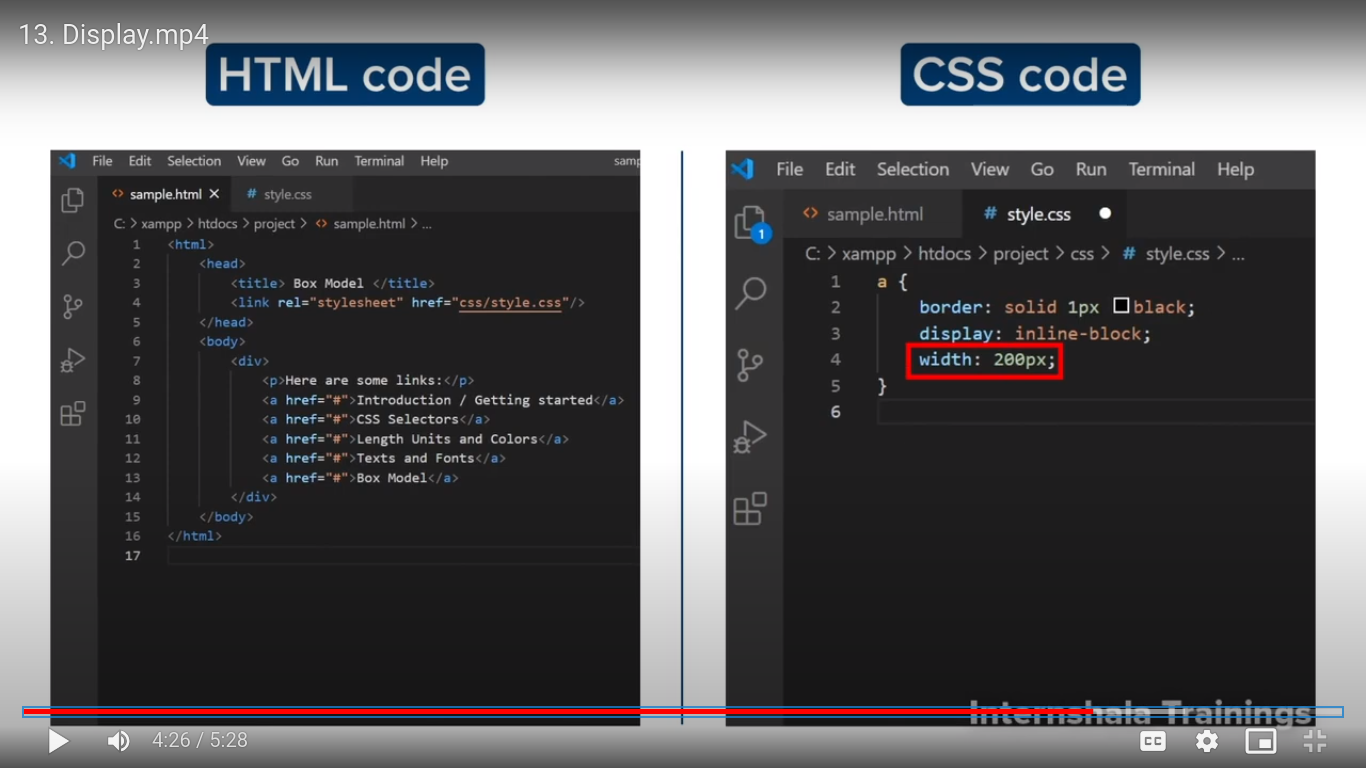 13. Display.mp4
HTML code
CSS code
File Edit Selection View Go Run Terminal Help samp
sample.html × # style.css
C: > xampp > htdocs > project > <> sample.html > ...
1 <html>
2 <head>
3 <title> Box Model </title>
4 <link rel="stylesheet" href="css/style.css"/>
5 </head>
6 <body>
7 <div>
8 <p>Here are some links:</p>
9 <a href="#">Introduction / Getting started</a>
10 <a href="#">CSS Selectors</a>
11 <a href="#">Length Units and Colors</a>
12 <a href="#">Texts and Fonts</a>
13 <a href="#">Box Model</a>
14 </div>
15 </body>
16 </html>
17
File Edit Selection View Go Run Terminal Help
<> sample.html # style.css
1
C: > xampp > htdocs > project > css > # style.css > ...
1 a {
2 border: solid 1px black;
3 display: inline-block;
4 width: 200px;
5 }
6
Internshala Trainings
4:26 / 5:28
CC